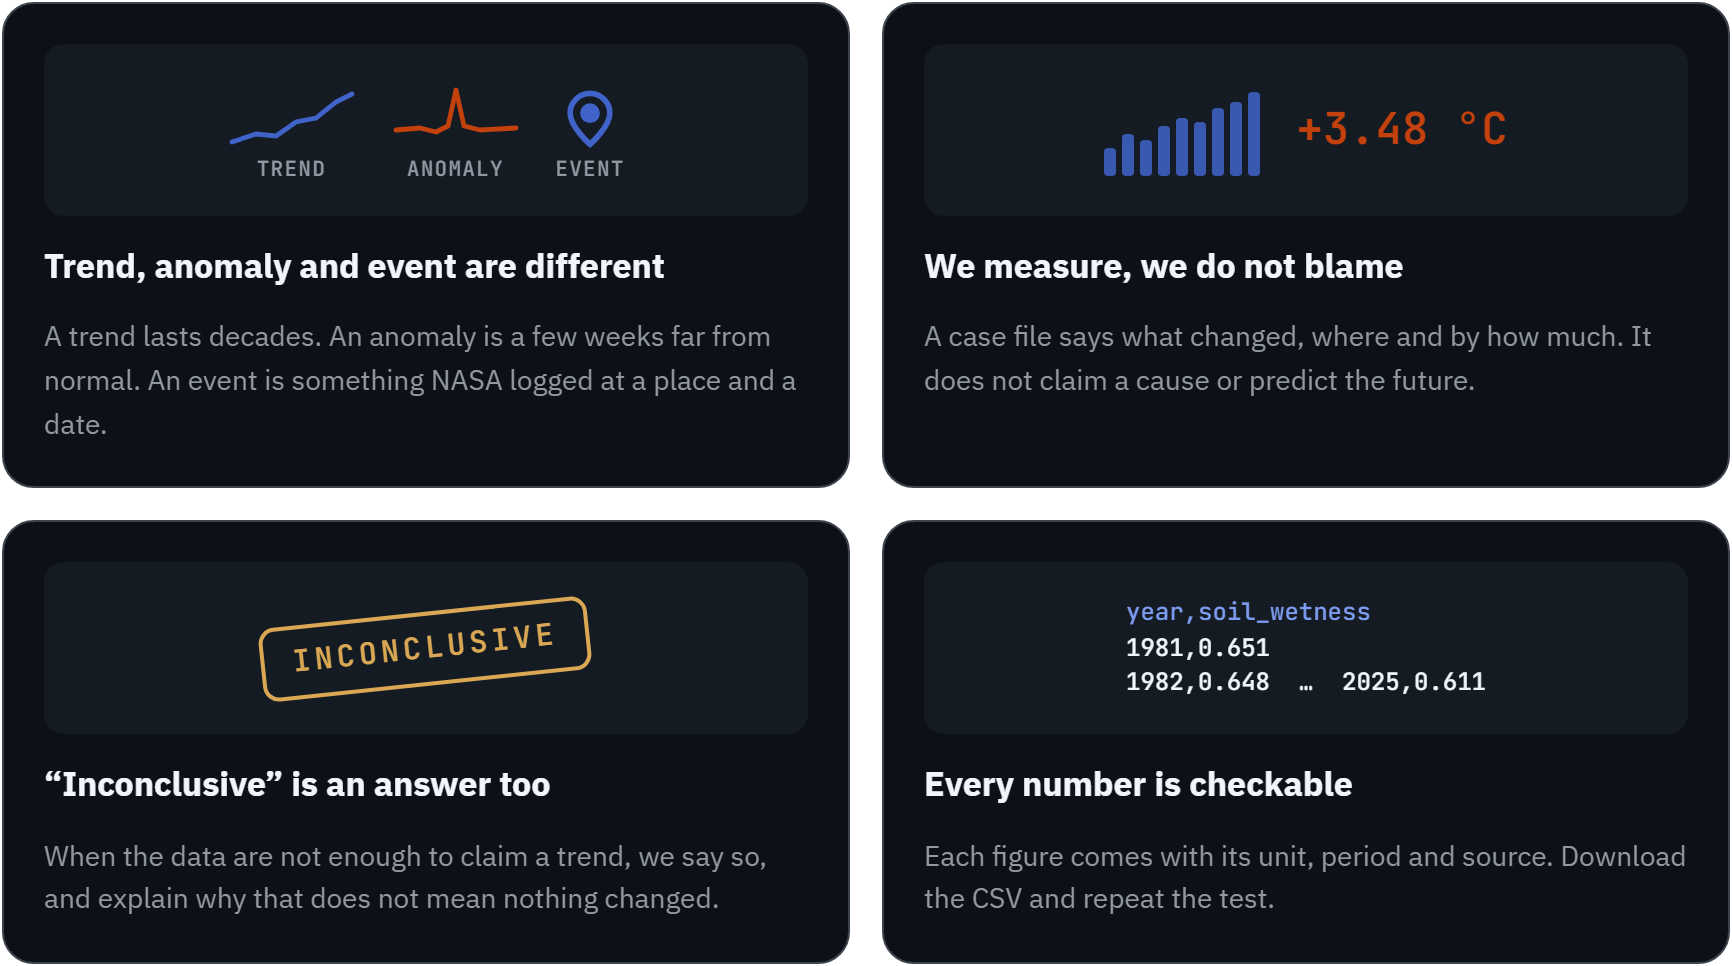 TREND ANOMALY EVENT
Trend, anomaly and event are different
A trend lasts decades. An anomaly is a few weeks far from
normal. An event is something NASA logged at a place and a
date.
+3.48 °C
We measure, we do not blame
A case file says what changed, where and by how much. It
does not claim a cause or predict the future.
INCONCLUSIVE
“Inconclusive” is an answer too
When the data are not enough to claim a trend, we say so,
and explain why that does not mean nothing changed.
year,soil_wetness
1981,0.651
1982,0.648 … 2025,0.611
Every number is checkable
Each figure comes with its unit, period and source. Download
the CSV and repeat the test.